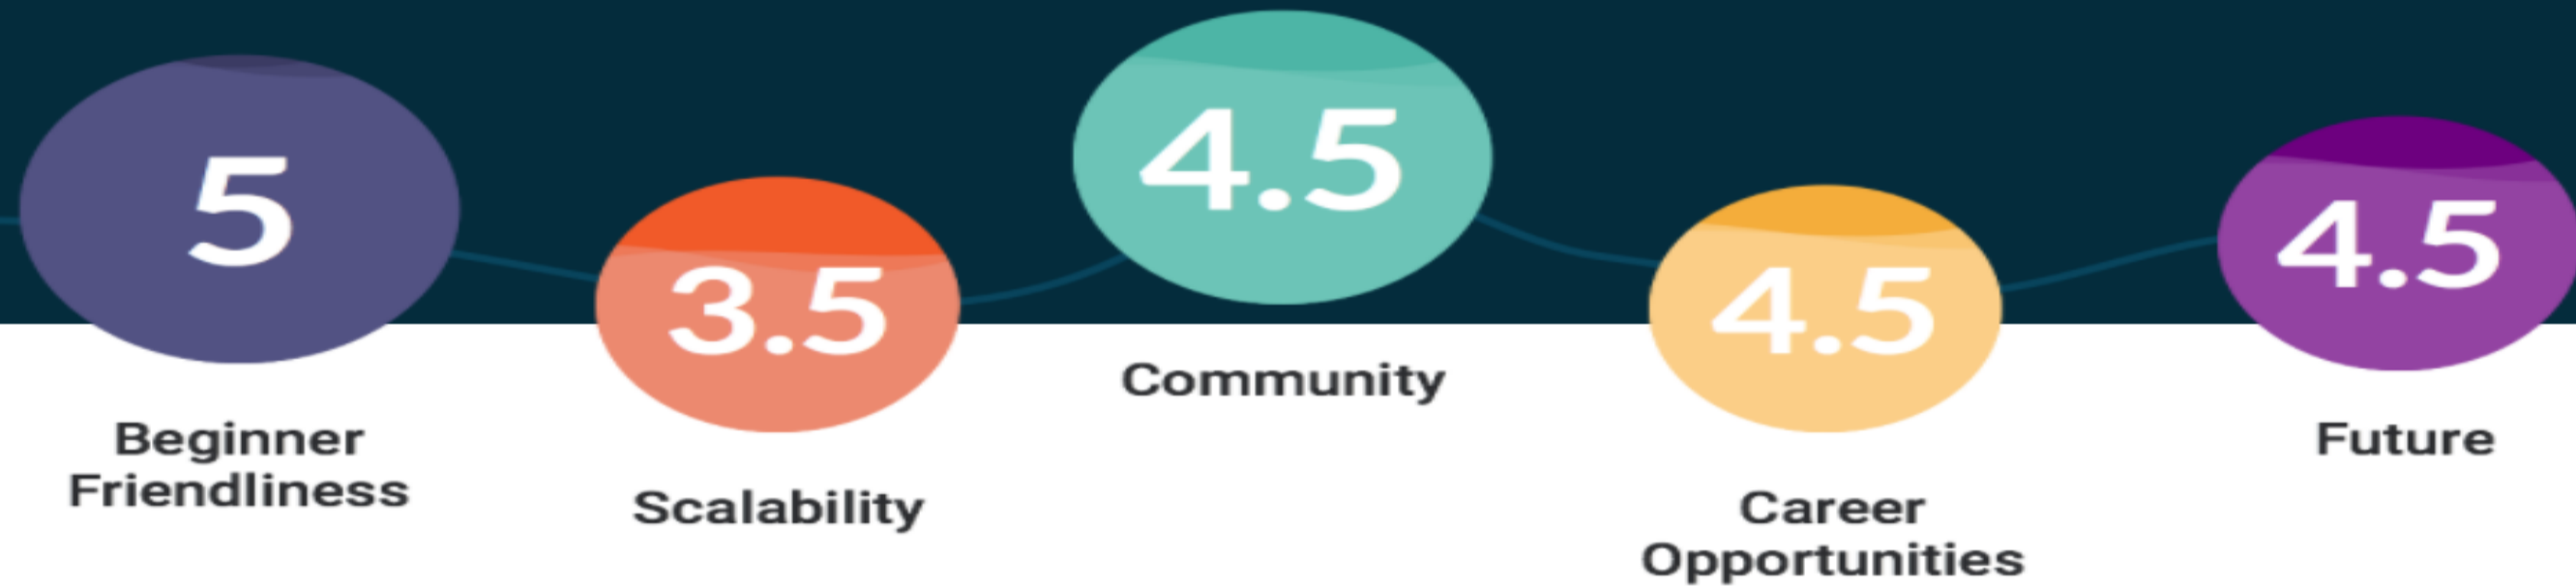 5
Beginner
Friendliness
3.5
Scalability
4.5
Community
4.5
Career
Opportunities
4.5
Future